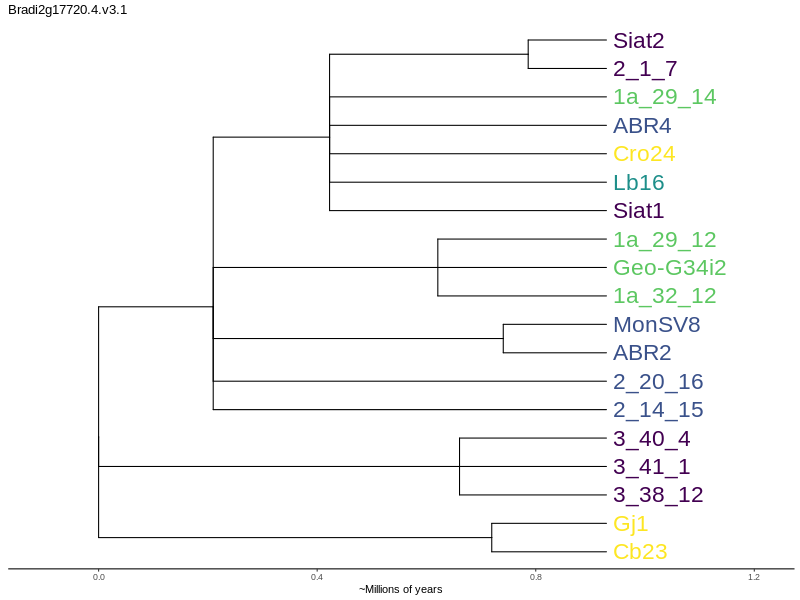 Bradi2g17720.4.v3.1
Siat2
2_1_7
1a_29_14
ABR4
Cro24
Lb16
Siat1
1a_29_12
Geo-G34i2
1a_32_12
MonSV8
ABR2
2_20_16
2_14_15
3_40_4
3_41_1
3_38_12
Gj1
Cb23
0.0 0.4 0.8 1.2
~Millions of years